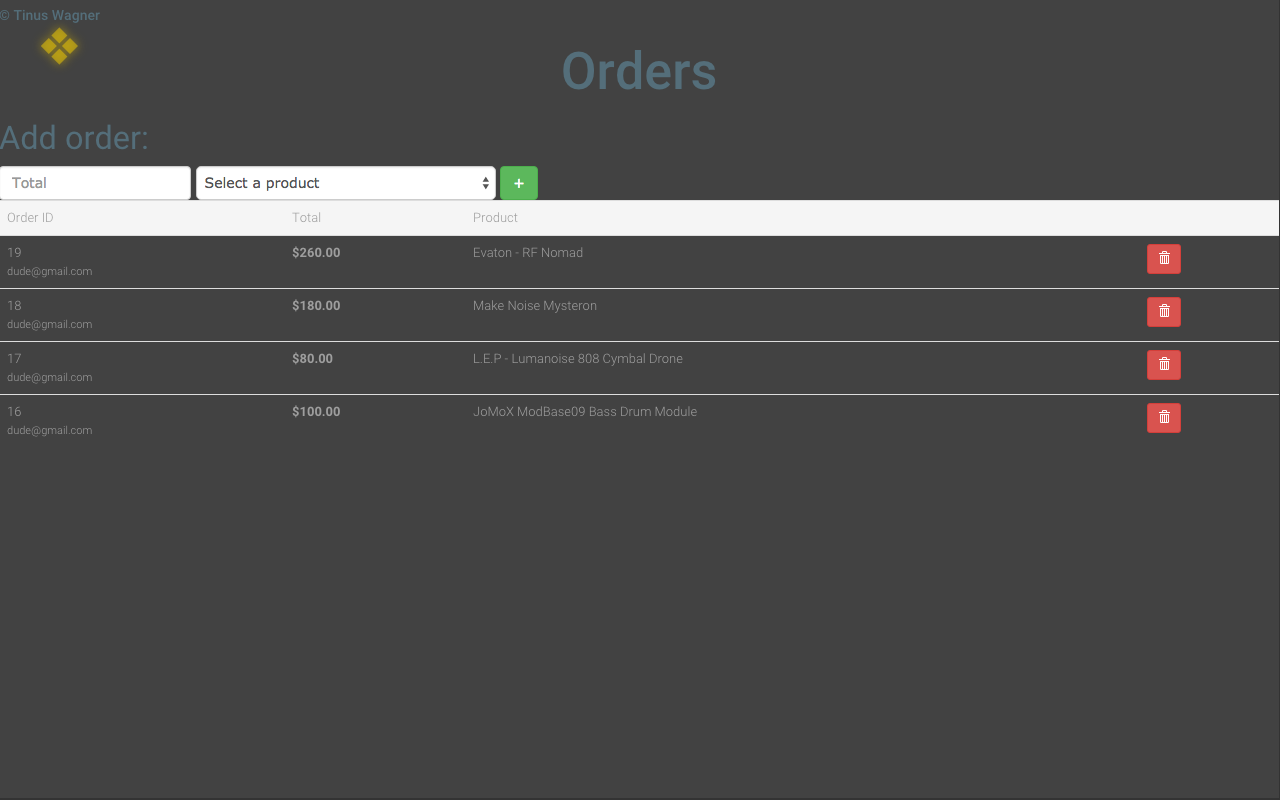 © Tinus Wagner
Orders
Add order:
Total Select a product +
Order ID Total Product
19 $260.00 Evaton - RF Nomad
dude@gmail.com
18 $180.00 Make Noise Mysteron
dude@gmail.com
17 $80.00 L.E.P - Lumanoise 808 Cymbal Drone
dude@gmail.com
16 $100.00 JoMoX ModBase09 Bass Drum Module
dude@gmail.com